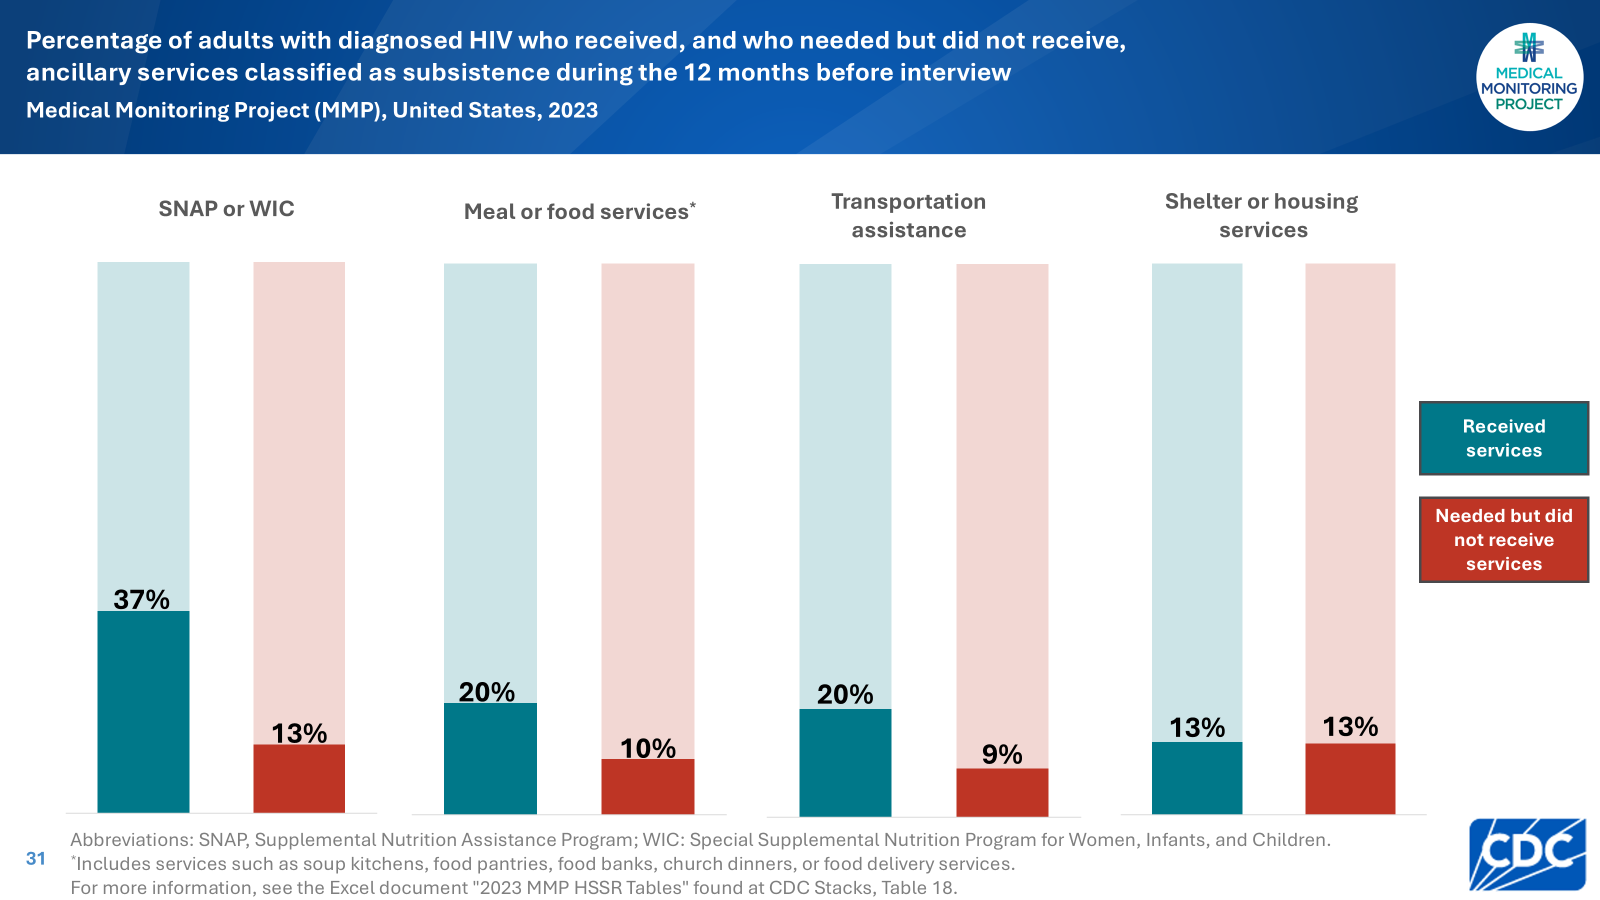 Percentage of adults with diagnosed HIV who received, and who needed but did not receive,
ancillary services classified as subsistence during the 12 months before interview
Medical Monitoring Project (MMP), United States, 2023
MEDICAL
MONITORING
PROJECT
SNAP or WIC
Meal or food services*
Transportation
assistance
Shelter or housing
services
37%
13%
20%
10%
20%
9%
13%
13%
Received
services
Needed but did
not receive
services
Abbreviations: SNAP, Supplemental Nutrition Assistance Program; WIC: Special Supplemental Nutrition Program for Women, Infants, and Children.
*Includes services such as soup kitchens, food pantries, food banks, church dinners, or food delivery services.
For more information, see the Excel document "2023 MMP HSSR Tables" found at CDC Stacks, Table 18.
31
CDC